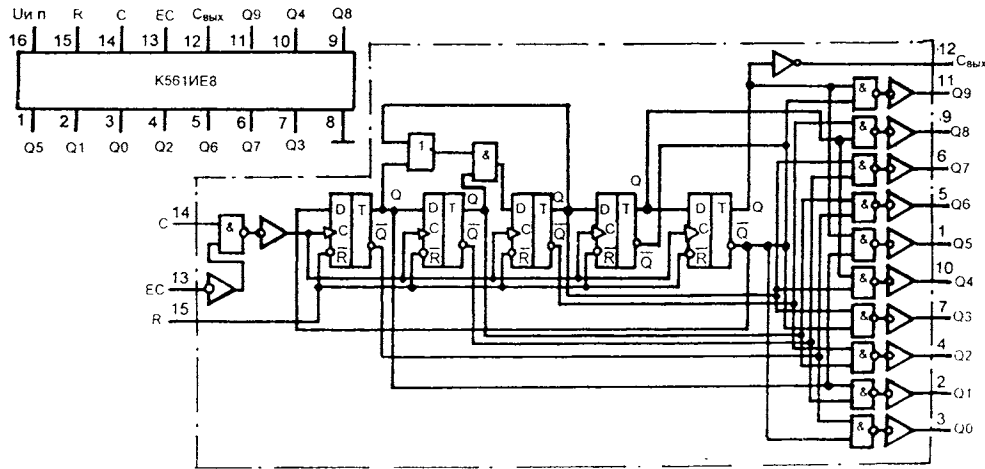 Uи п R C EC Cвых Q9 Q4 Q8
16 15 14 13 12 11 10 9
К561ИЕ8
1 2 3 4 5 6 7 8
Q5 Q1 Q0 Q2 Q6 Q7 Q3
12 Cвых
& 11 Q9
& 9 Q8
1 &
& 6 Q7
& 5 Q6
D T Q C R Q
D T Q C R Q
D T Q C R Q
D T C R Q
D T Q C R Q
C 14 &
& 1 Q5
EC 13
& 10 Q4
R 15
& 7 Q3
& 4 Q2
& 2 Q1
& 3 Q0